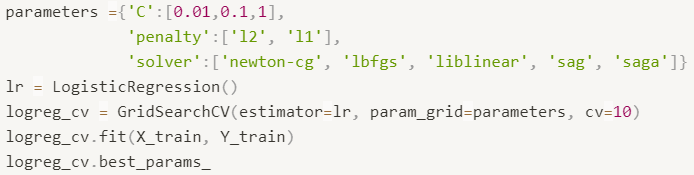 parameters ={'C':[0.01,0.1,1],
             'penalty':['l2', 'l1'],
             'solver':['newton-cg', 'lbfgs', 'liblinear', 'sag', 'saga']}
lr = LogisticRegression()
logreg_cv = GridSearchCV(estimator=lr, param_grid=parameters, cv=10)
logreg_cv.fit(X_train, Y_train)
logreg_cv.best_params_